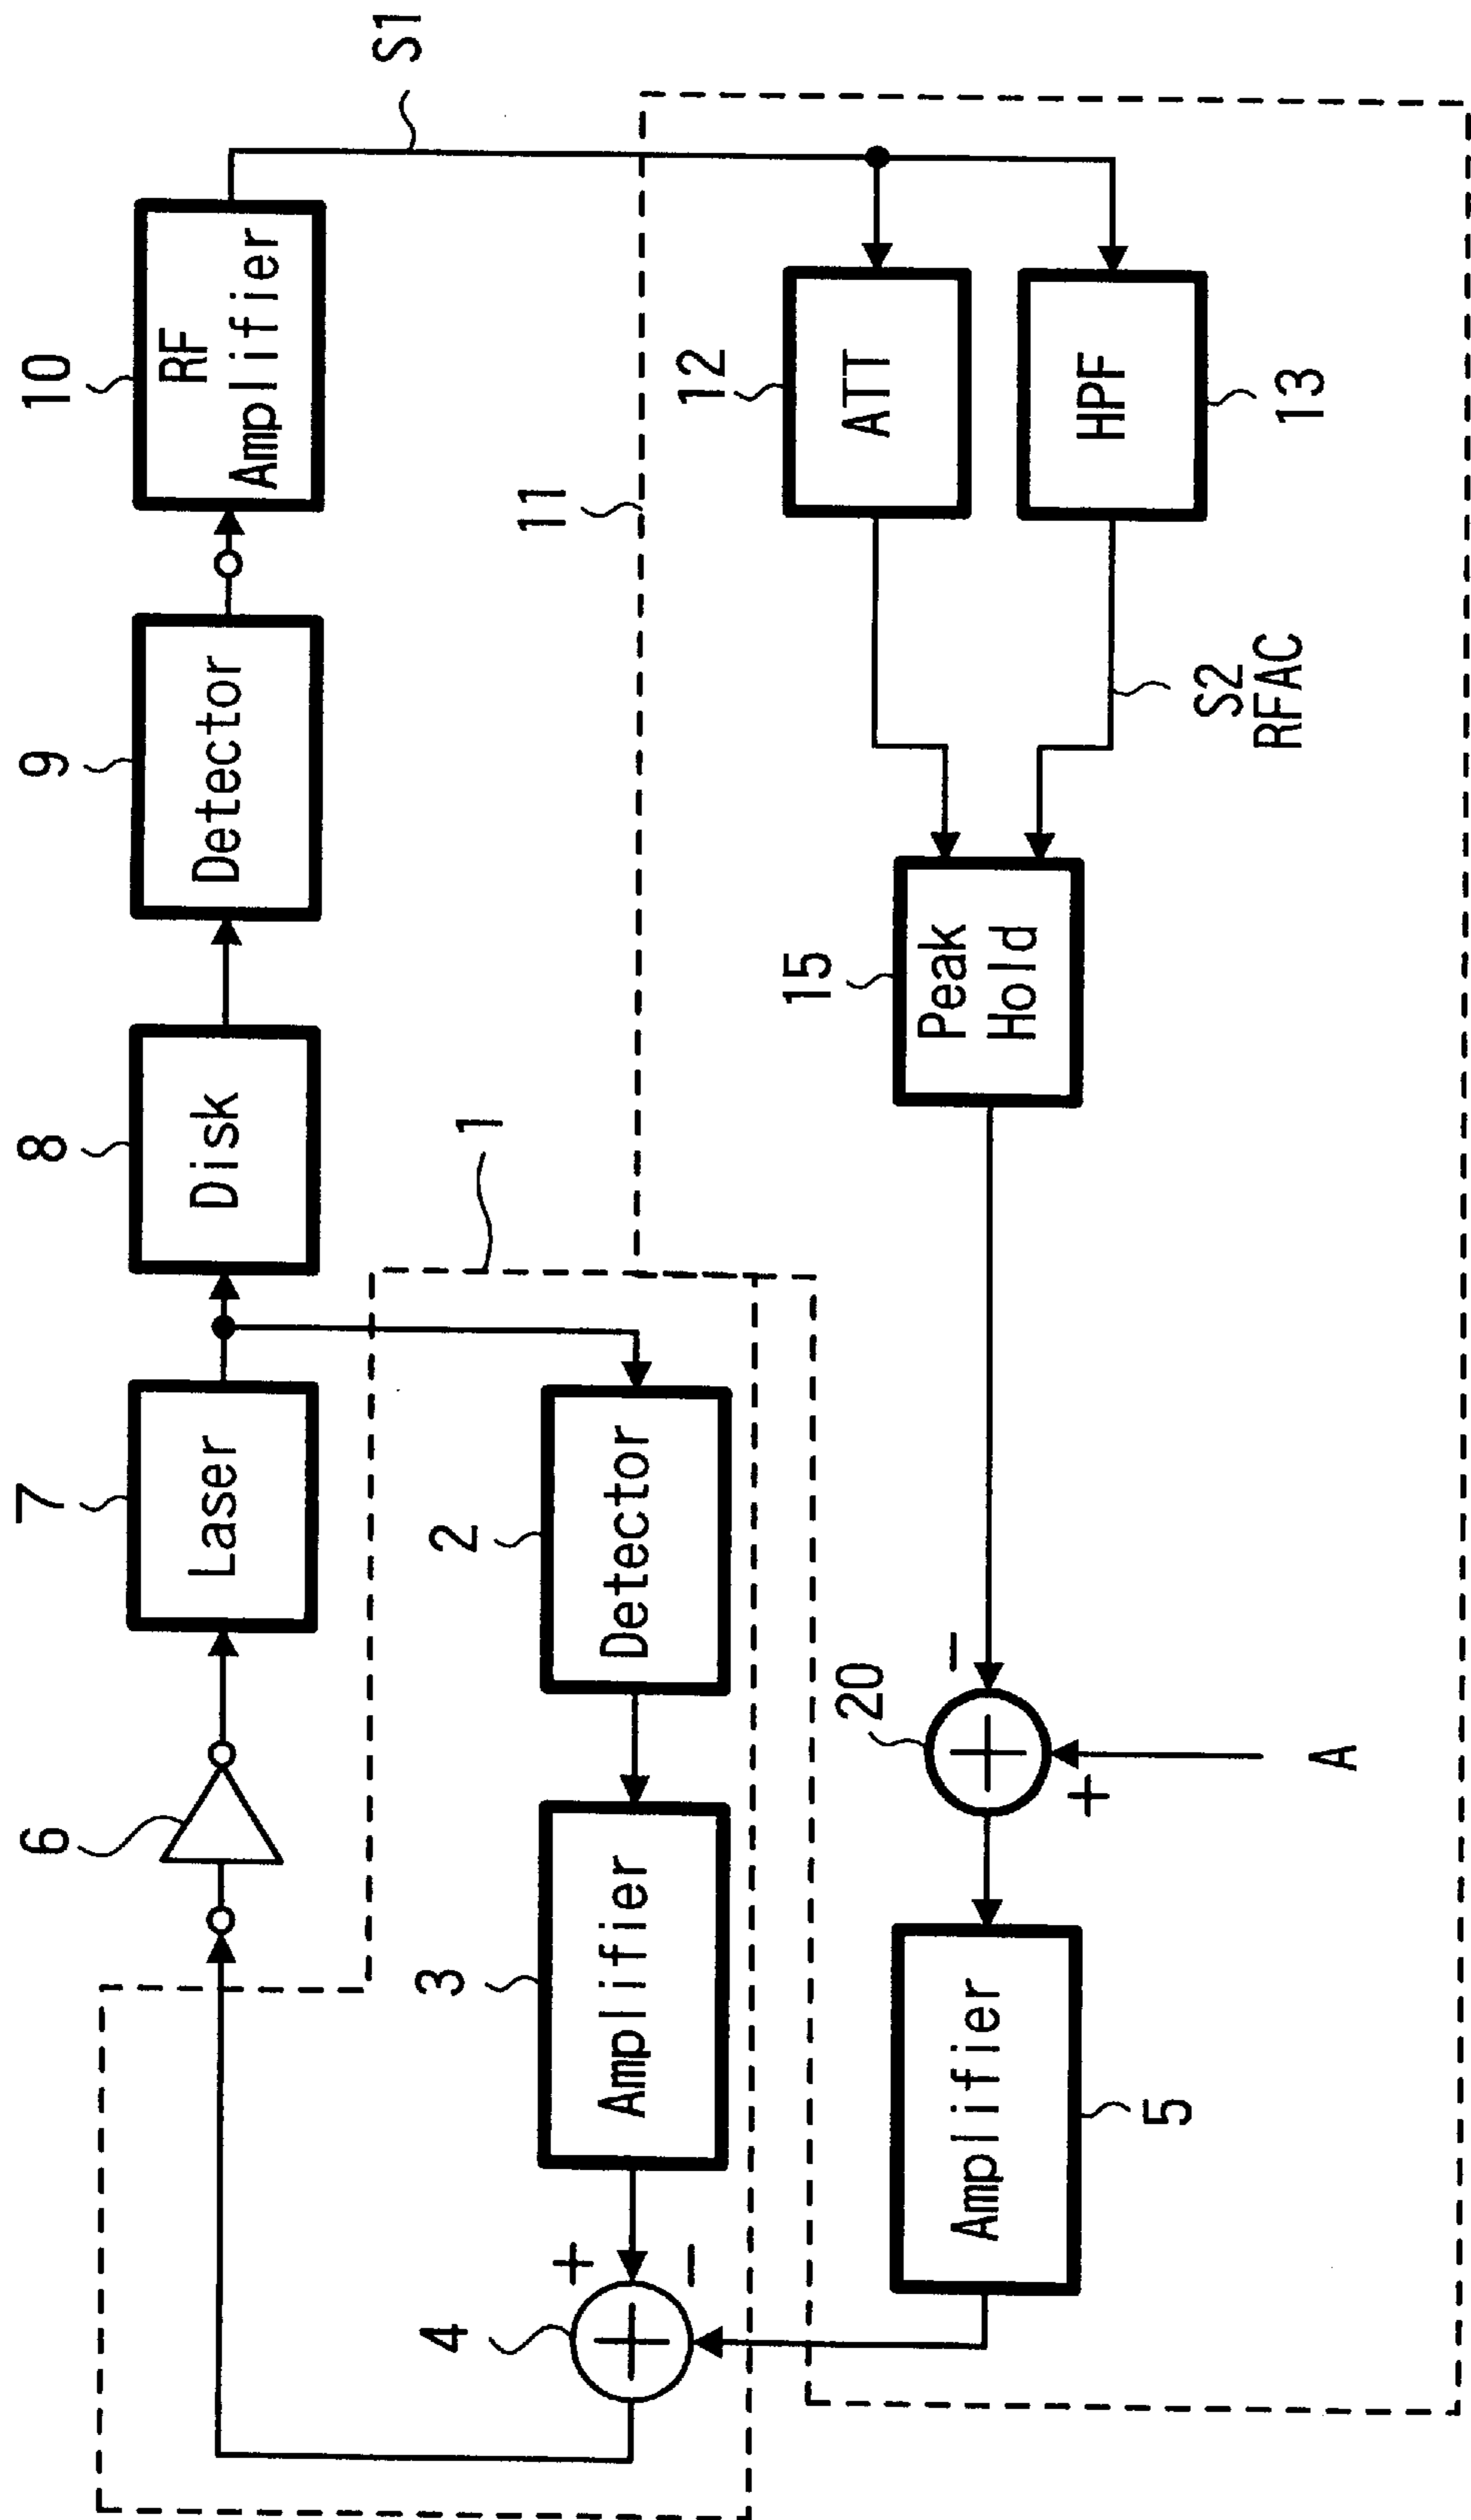 6
7
8
9
10
Laser
Disk
Detector
RF
Amplifier
S1
1
4
+
-
3
Amplifier
2
Detector
11
12
ATT
20
-
15
Peak
Hold
HPF
13
Amplifier
5
+
A
S2
RFAC